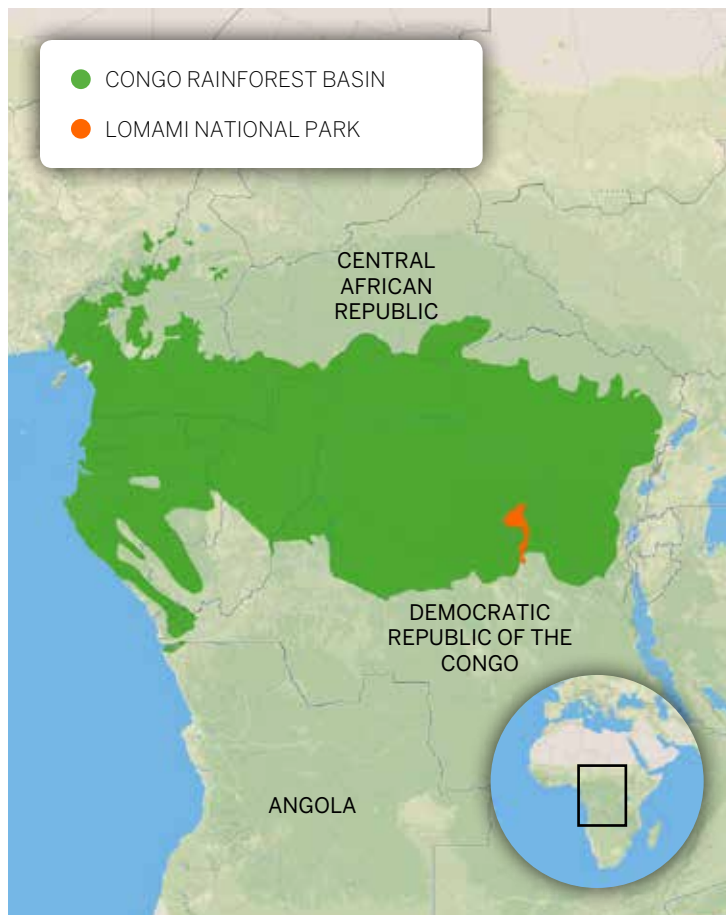 CONGO RAINFOREST BASIN
LOMAMI NATIONAL PARK
CENTRAL
AFRICAN
REPUBLIC
DEMOCRATIC
REPUBLIC OF THE
CONGO
ANGOLA